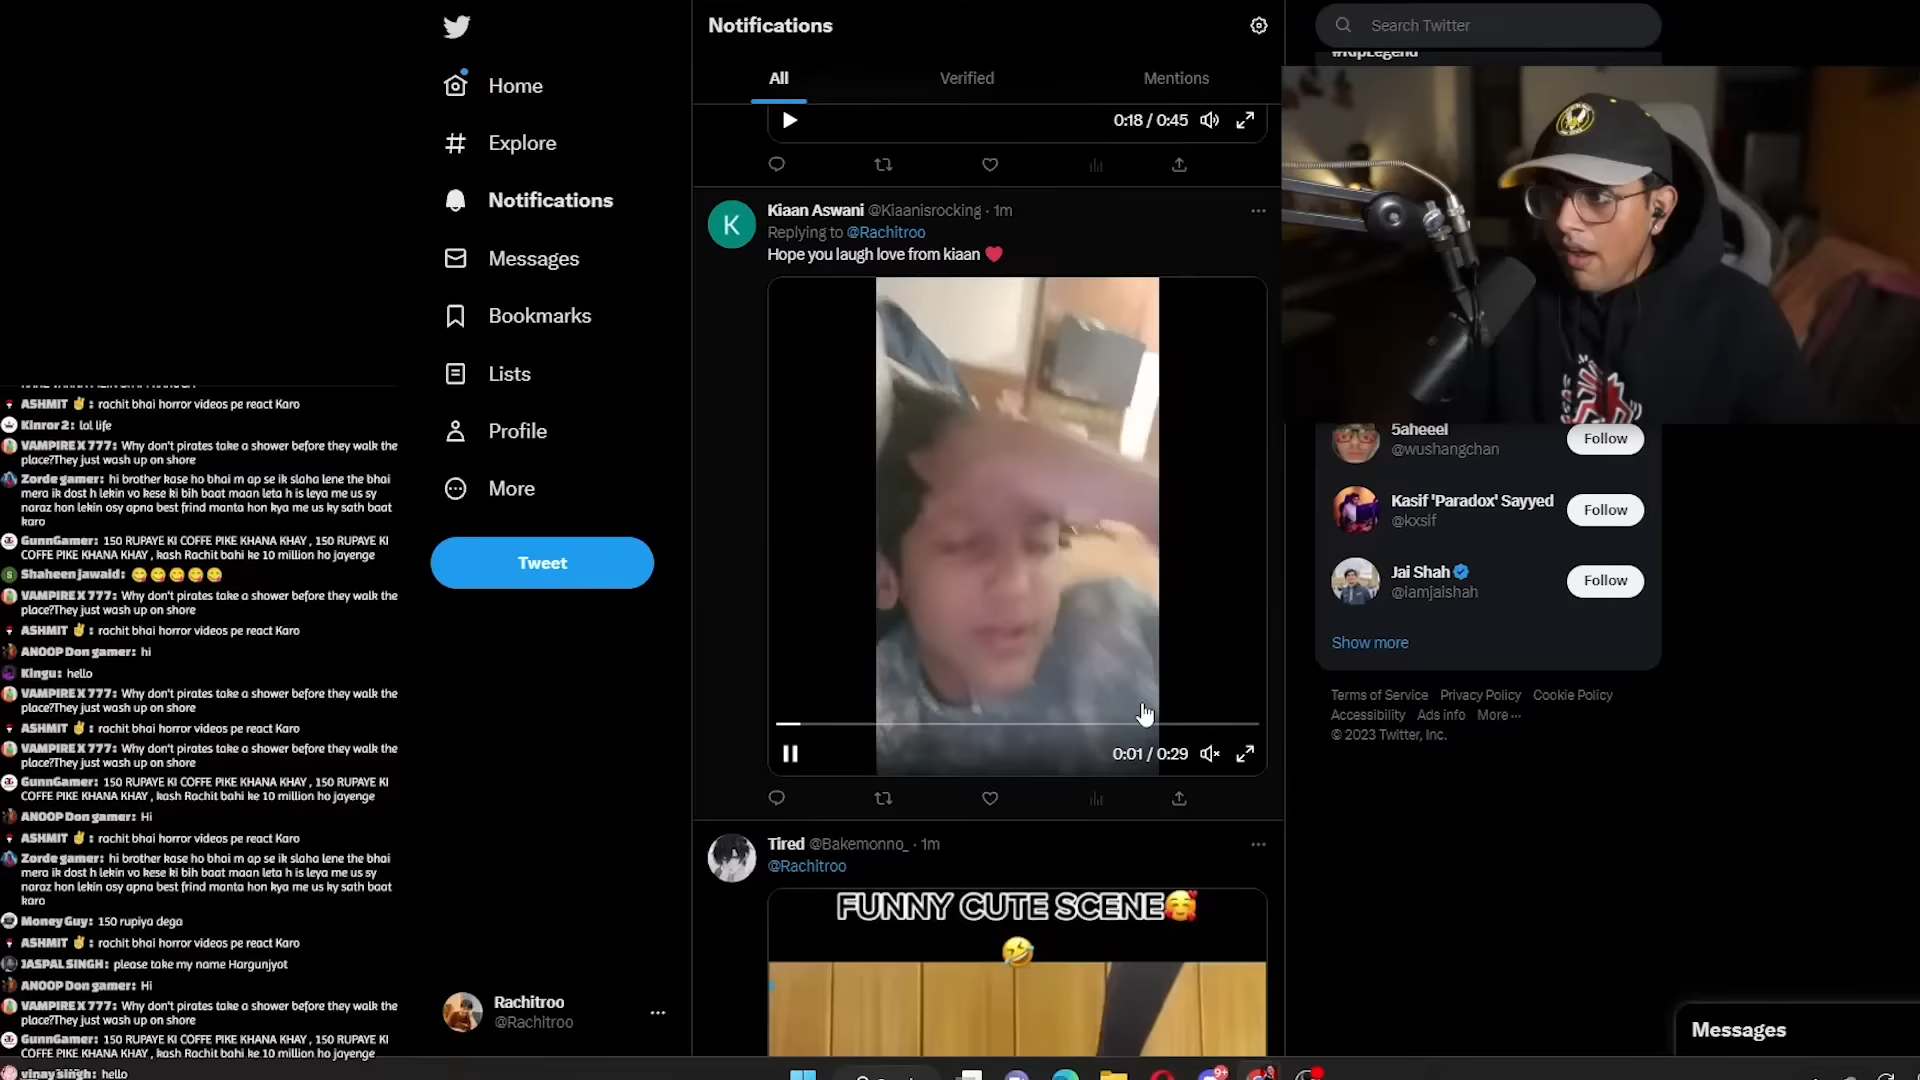 ASHMIT ✌ : rachit bhai horror videos pe react Karo
Kinror 2: lol life
VAMPIRE X 777: Why don't pirates take a shower before they walk the
place?They just wash up on shore
Zorde gamer: hi brother kase ho bhai m ap se ik slaha lene the bhai
mera ik dost h lekin vo kese ki bih baat maan leta h is leya me us sy
naraz hon lekin osy apna best frind manta hon kya me us ky sath baat
karo
GunnGamer: 150 RUPAYE KI COFFE PIKE KHANA KHAY , 150 RUPAYE KI
COFFE PIKE KHANA KHAY , kash Rachit bahi ke 10 million ho jayenge
Shaheen jawaid: 😋😋😋😋😋
VAMPIRE X 777: Why don't pirates take a shower before they walk the
place?They just wash up on shore
ASHMIT ✌ : rachit bhai horror videos pe react Karo
ANOOP Don gamer: hi
Kingu: hello
VAMPIRE X 777: Why don't pirates take a shower before they walk the
place?They just wash up on shore
ASHMIT ✌ : rachit bhai horror videos pe react Karo
VAMPIRE X 777: Why don't pirates take a shower before they walk the
place?They just wash up on shore
GunnGamer: 150 RUPAYE KI COFFE PIKE KHANA KHAY , 150 RUPAYE KI
COFFE PIKE KHANA KHAY , kash Rachit bahi ke 10 million ho jayenge
ANOOP Don gamer: Hi
ASHMIT ✌ : rachit bhai horror videos pe react Karo
Zorde gamer: hi brother kase ho bhai m ap se ik slaha lene the bhai
mera ik dost h lekin vo kese ki bih baat maan leta h is leya me us sy
naraz hon lekin osy apna best frind manta hon kya me us ky sath baat
karo
Money Guy: 150 rupiya dega
ASHMIT ✌ : rachit bhai horror videos pe react Karo
JASPAL SINGH: please take my name Hargunjyot
ANOOP Don gamer: Hi
VAMPIRE X 777: Why don't pirates take a shower before they walk the
place?They just wash up on shore
GunnGamer: 150 RUPAYE KI COFFE PIKE KHANA KHAY , 150 RUPAYE KI
COFFE PIKE KHANA KHAY , kash Rachit bahi ke 10 million ho jayenge
vinay singh: hello
Home
Explore
Notifications
Messages
Bookmarks
Lists
Profile
More
Tweet
Rachitroo
@Rachitroo
Notifications
All Verified Mentions
0:18 / 0:45
Kiaan Aswani @Kiaanisrocking · 1m
Replying to @Rachitroo
Hope you laugh love from kiaan ❤
0:01 / 0:29
Tired @Bakemonno_ · 1m
@Rachitroo
FUNNY CUTE SCENE🥰
🤣
Search Twitter
#RipLegend
5aheeel
@wushangchan
Follow
Kasif 'Paradox' Sayyed
@kxsif
Follow
Jai Shah
@iamjaishah
Follow
Show more
Terms of Service Privacy Policy Cookie Policy
Accessibility Ads info More ···
© 2023 Twitter, Inc.
Messages
K
9+